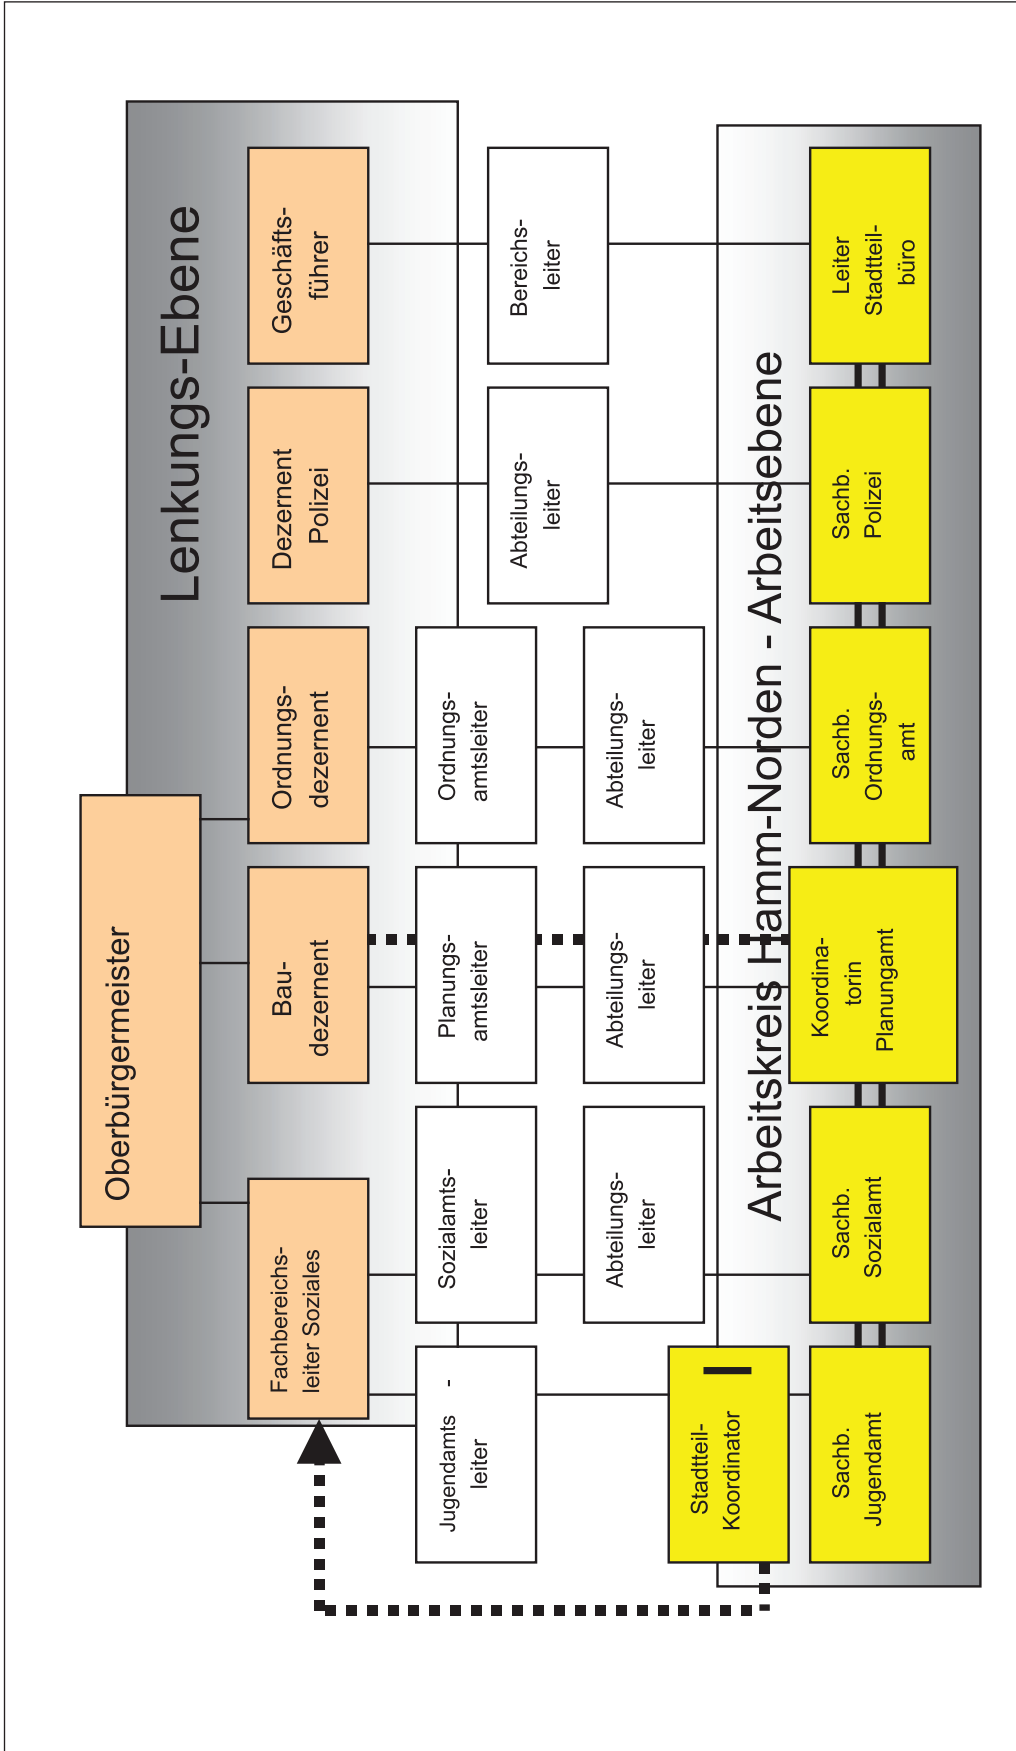 Oberbürgermeister
Lenkungs-Ebene
Fachbereichs-
leiter Soziales
Bau-
dezernent
Ordnungs-
dezernent
Dezernent
Polizei
Geschäfts-
führer
Jugendamts -
leiter
Sozialamts-
leiter
Planungs-
amtsleiter
Ordnungs-
amtsleiter
Abteilungs-
leiter
Bereichs-
leiter
Abteilungs-
leiter
Abteilungs-
leiter
Abteilungs-
leiter
Stadtteil-
Koordinator
Arbeitskreis Hamm-Norden - Arbeitsebene
Sachb.
Jugendamt
Sachb.
Sozialamt
Koordina-
torin
Planungamt
Sachb.
Ordnungs-
amt
Sachb.
Polizei
Leiter
Stadtteil-
büro